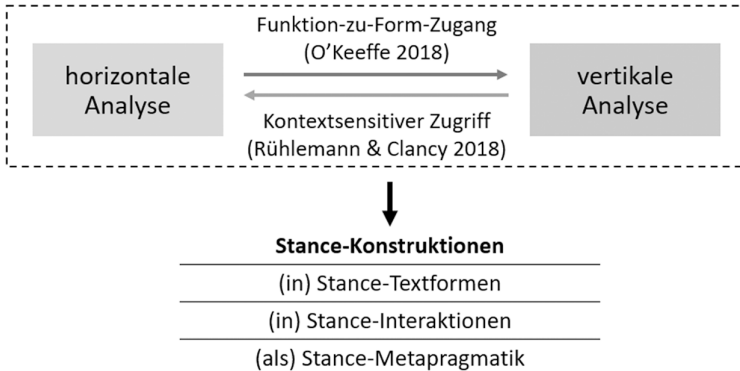 Funktion-zu-Form-Zugang
(O’Keeffe 2018)
horizontale
Analyse
vertikale
Analyse
Kontextsensitiver Zugriff
(Rühlemann & Clancy 2018)
Stance-Konstruktionen
(in) Stance-Textformen
(in) Stance-Interaktionen
(als) Stance-Metapragmatik